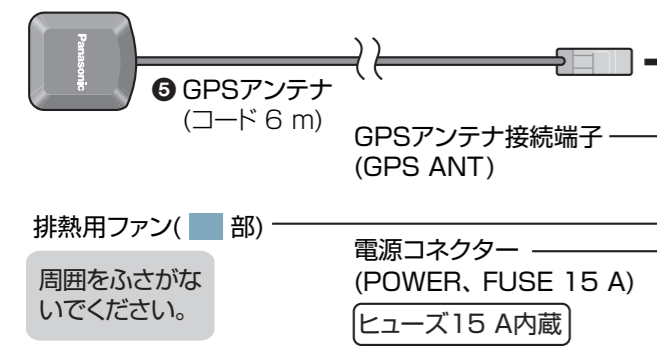 Panasonic
❺ GPSアンテナ
(コード 6 m)
GPSアンテナ接続端子
(GPS ANT)
排熱用ファン( 部)
周囲をふさがな
いでください。
電源コネクター
(POWER、FUSE 15 A)
ヒューズ15 A内蔵